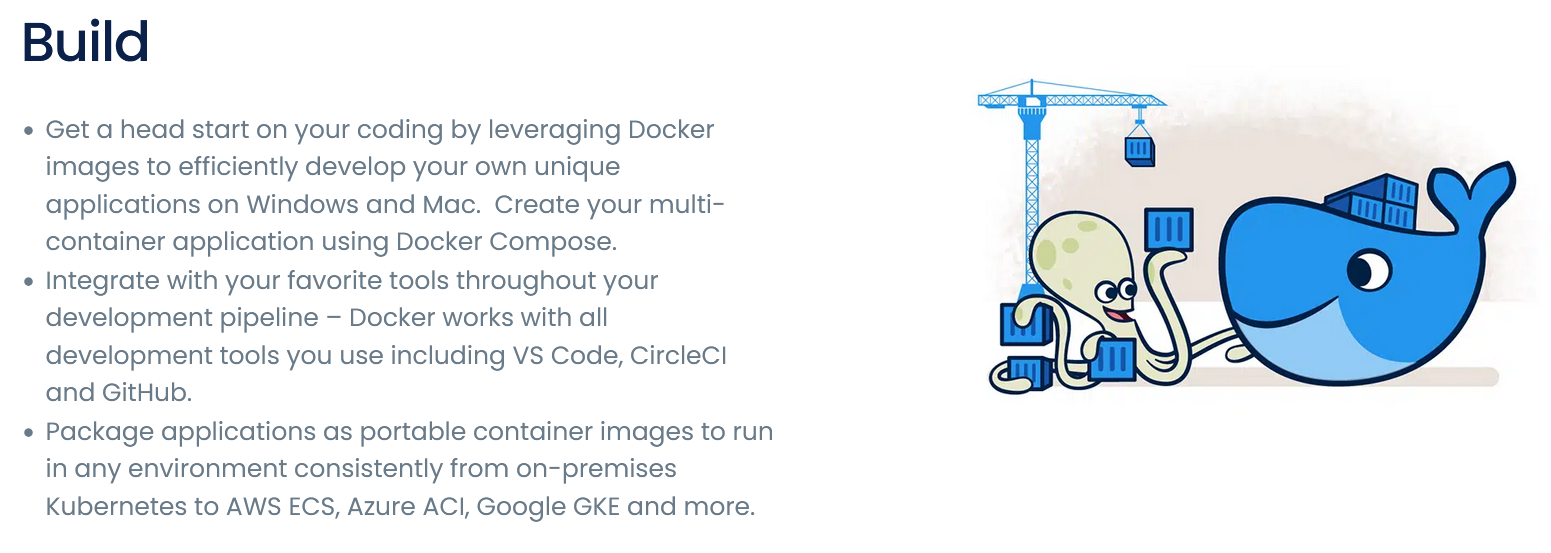 Build
• Get a head start on your coding by leveraging Docker
images to efficiently develop your own unique
applications on Windows and Mac.  Create your multi-
container application using Docker Compose.
• Integrate with your favorite tools throughout your
development pipeline – Docker works with all
development tools you use including VS Code, CircleCI
and GitHub.
• Package applications as portable container images to run
in any environment consistently from on-premises
Kubernetes to AWS ECS, Azure ACI, Google GKE and more.